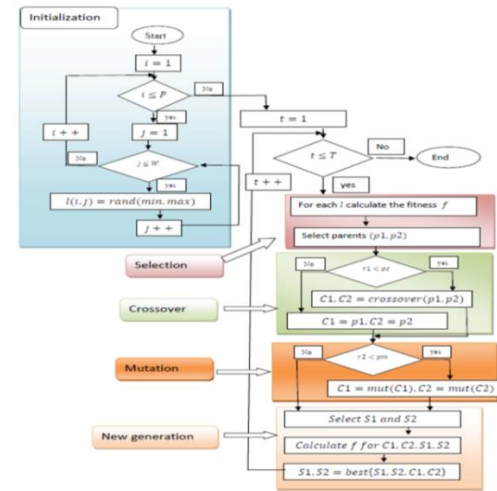 Initialization
Start
i = 1
i ≤ P
No
yes
i + +
j = 1
No
j ≤ W
yes
l(i,j) = rand(min,max)
j + +
t = 1
t ≤ T
No
End
t + +
yes
For each l calculate the fitness f
Select parents (p1,p2)
Selection
r1 < pc
No
yes
C1.C2 = crossover(p1,p2)
Crossover
C1 = p1.C2 = p2
r2 < pm
No
yes
Mutation
C1 = mut(C1).C2 = mut(C2)
Select S1 and S2
New generation
Calculate f for C1.C2.S1.S2
S1.S2 = best{S1.S2.C1.C2}